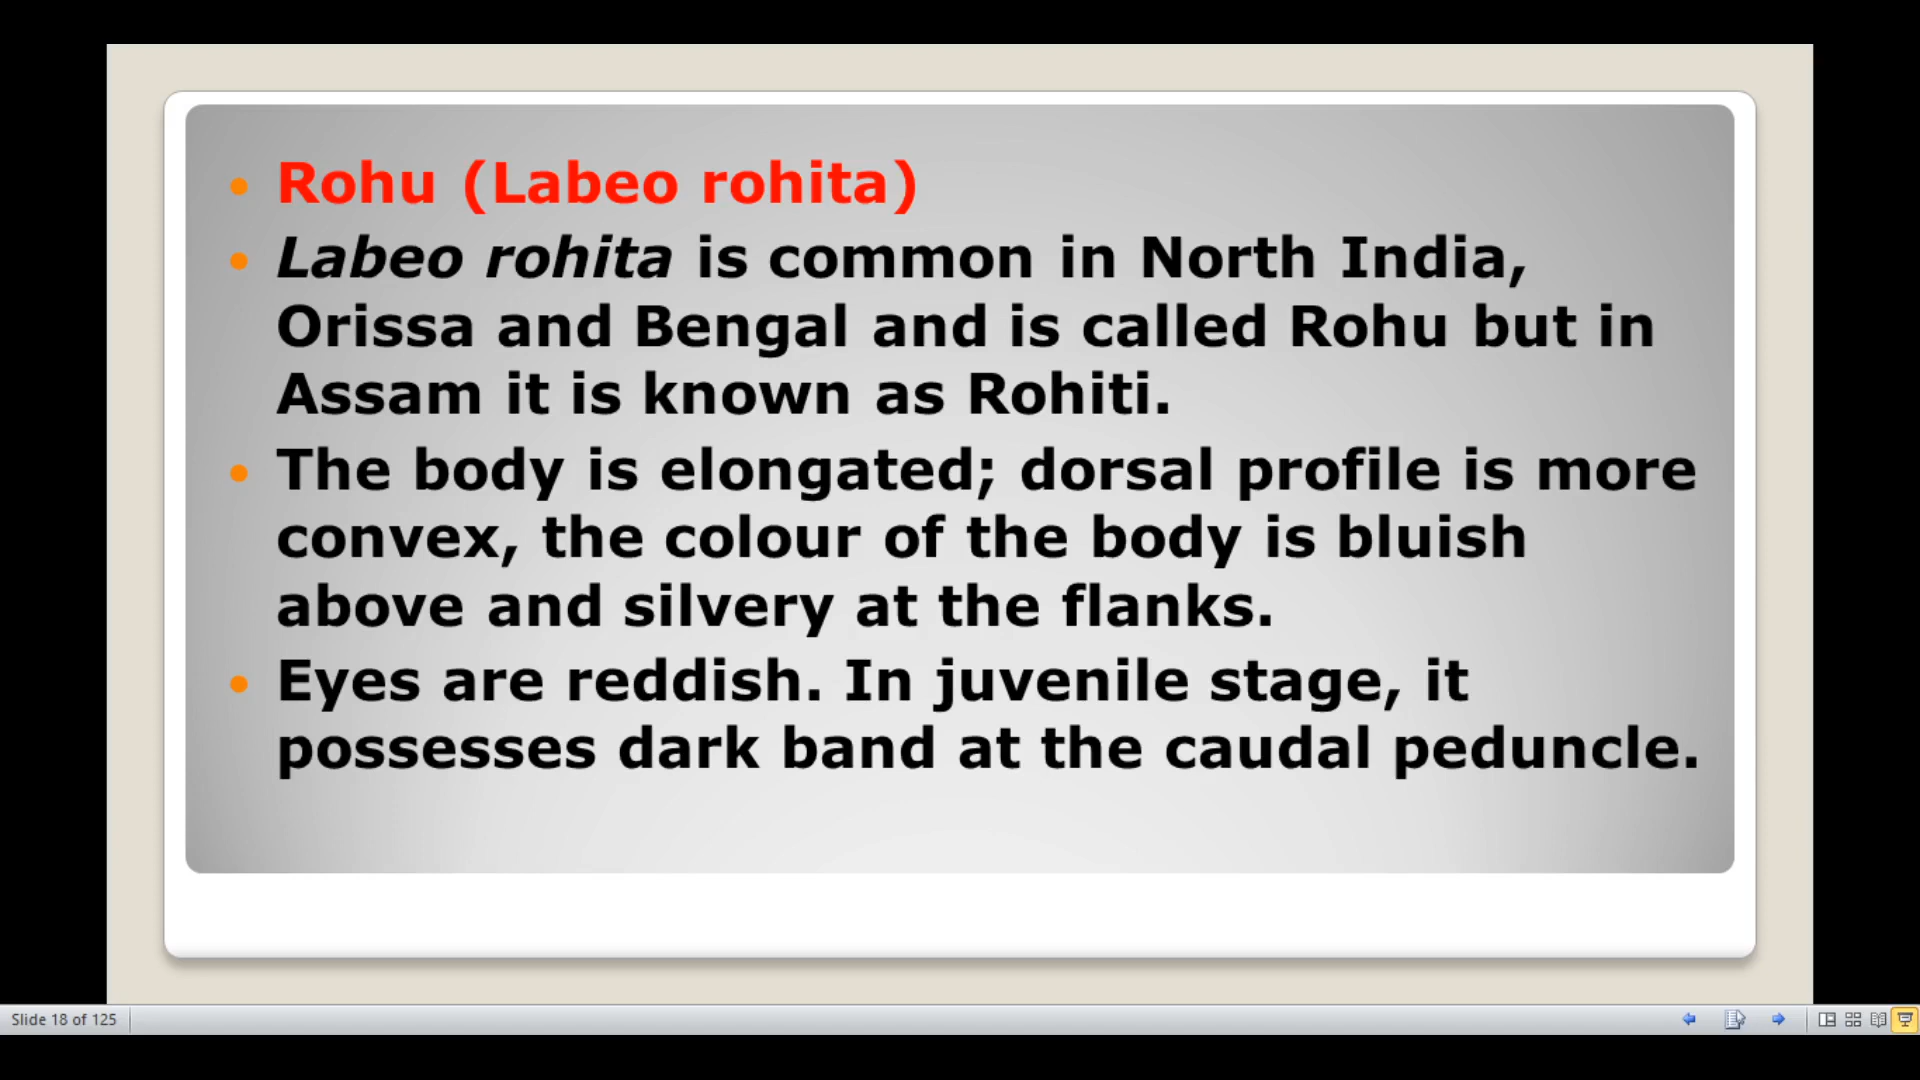 Rohu (Labeo rohita)
Labeo rohita is common in North India,
Orissa and Bengal and is called Rohu but in
Assam it is known as Rohiti.
The body is elongated; dorsal profile is more
convex, the colour of the body is bluish
above and silvery at the flanks.
Eyes are reddish. In juvenile stage, it
possesses dark band at the caudal peduncle.
Slide 18 of 125